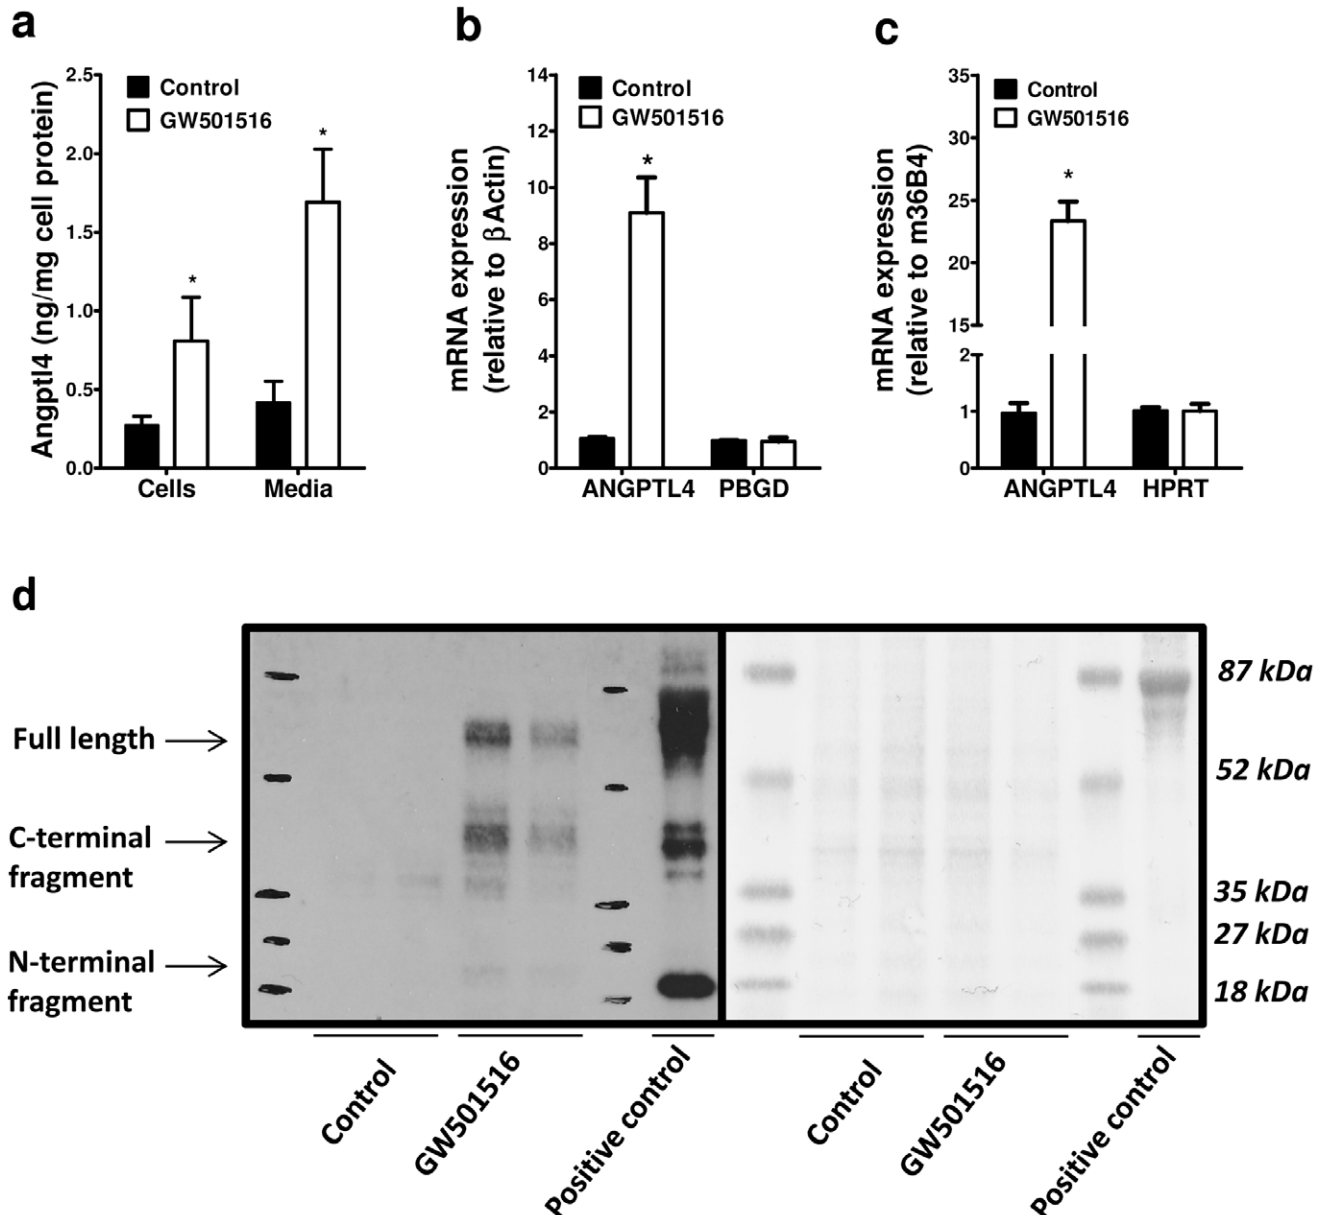 a
Angptl4 (ng/mg cell protein)
2.5
2.0
1.5
1.0
0.5
0.0
Control
GW501516
*
*
Cells
Media
b
mRNA expression
(relative to βActin)
14
12
10
8
6
4
2
0
Control
GW501516
*
ANGPTL4
PBGD
c
mRNA expression
(relative to m36B4)
35
30
25
20
15
2
1
0
Control
GW501516
*
ANGPTL4
HPRT
d
Full length
C-terminal
fragment
N-terminal
fragment
87 kDa
52 kDa
35 kDa
27 kDa
18 kDa
Control
GW501516
Positive control
Control
GW501516
Positive control